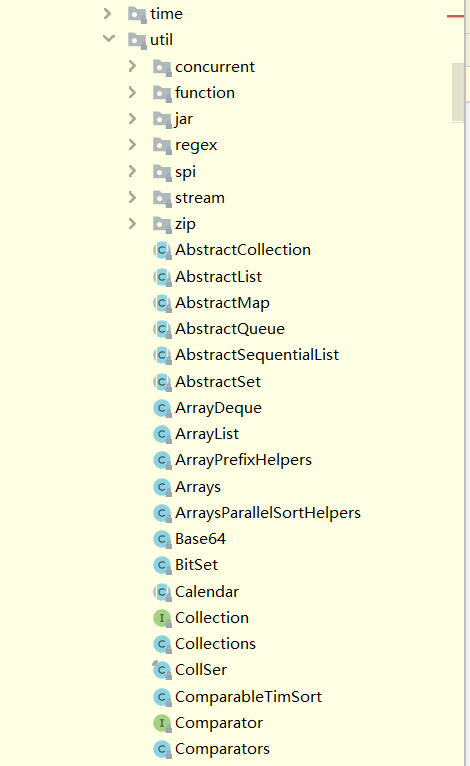 time
util
concurrent
function
jar
regex
spi
stream
zip
AbstractCollection
AbstractList
AbstractMap
AbstractQueue
AbstractSequentialList
AbstractSet
ArrayDeque
ArrayList
ArrayPrefixHelpers
Arrays
ArraysParallelSortHelpers
Base64
BitSet
Calendar
Collection
Collections
CollSer
ComparableTimSort
Comparator
Comparators